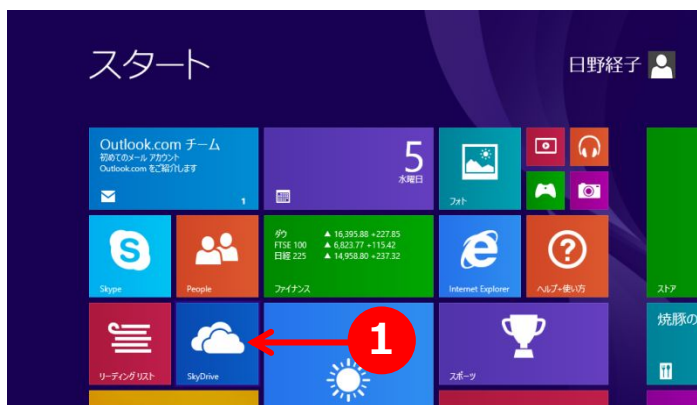 スタート
日野経子
Outlook.com チーム
初めてのメール アカウント
Outlook.com をご紹介します
1
5
水曜日
フォト
Skype
People
ダウ ▲ 16,395.88 +227.85
FTSE 100 ▲ 6,823.77 +115.42
日経 225 ▲ 14,958.80 +237.32
ファイナンス
Internet Explorer
ヘルプ+使い方
ストア
リーディング リスト
SkyDrive
1
スポーツ
焼豚の